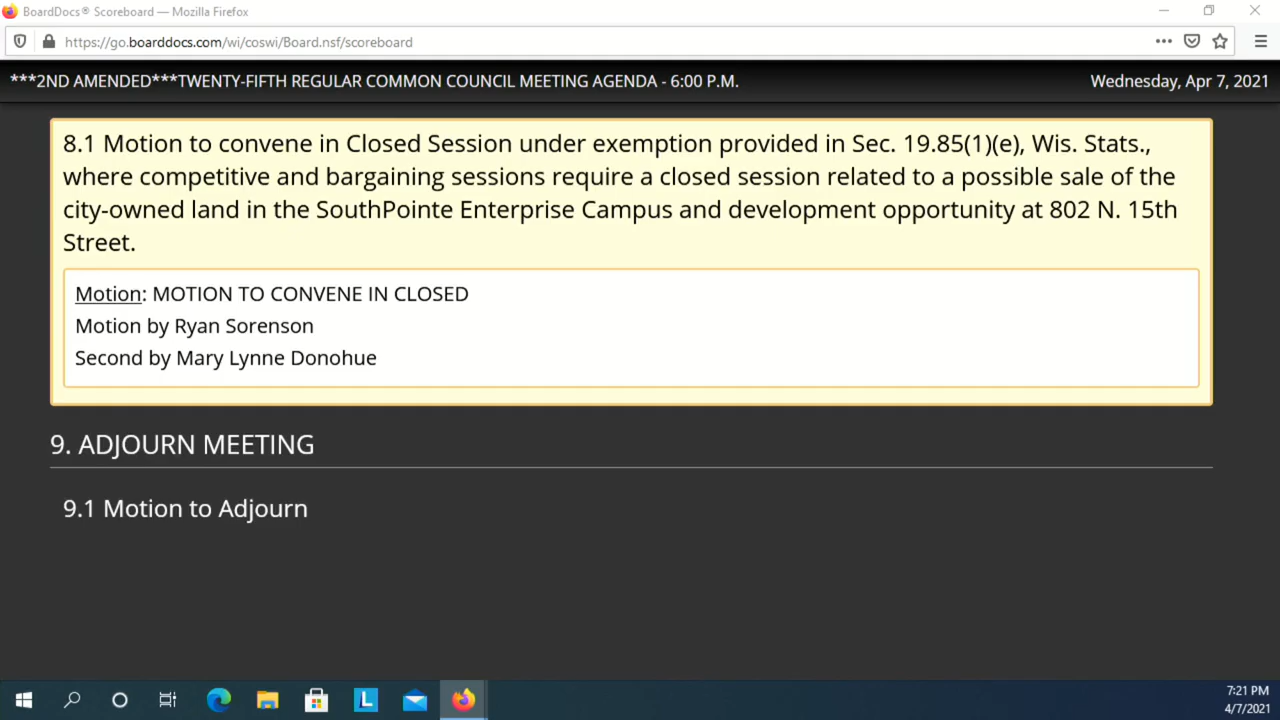 BoardDocs® Scoreboard — Mozilla Firefox
https://go.boarddocs.com/wi/coswi/Board.nsf/scoreboard
***2ND AMENDED***TWENTY-FIFTH REGULAR COMMON COUNCIL MEETING AGENDA - 6:00 P.M.
Wednesday, Apr 7, 2021
8.1 Motion to convene in Closed Session under exemption provided in Sec. 19.85(1)(e), Wis. Stats.,
where competitive and bargaining sessions require a closed session related to a possible sale of the
city-owned land in the SouthPointe Enterprise Campus and development opportunity at 802 N. 15th
Street.
Motion: MOTION TO CONVENE IN CLOSED
Motion by Ryan Sorenson
Second by Mary Lynne Donohue
9. ADJOURN MEETING
9.1 Motion to Adjourn
L
7:21 PM
4/7/2021